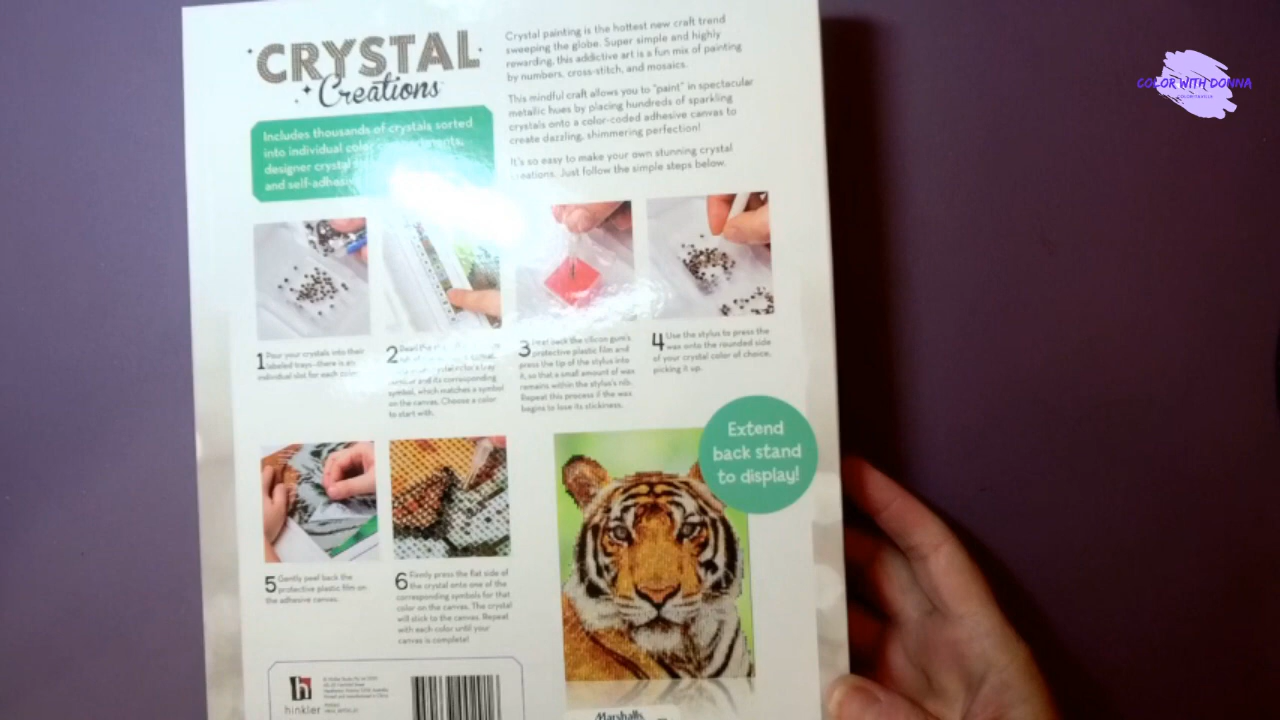 CRYSTAL
Creations
Includes thousands of crystals sorted
into individual
designer crystal
and self-adhesive
Crystal painting is the hottest new craft trend
sweeping the globe. Super simple and highly
rewarding, this addictive art is a fun mix of painting
by numbers, cross-stitch, and mosaics.
This mindful craft allows you to "paint" in spectacular
metallic hues by placing hundreds of sparkling
crystals onto a color-coded adhesive canvas to
create dazzling, shimmering perfection!
It's so easy to make your own stunning crystal
creations. Just follow the simple steps below.
COLOR WITH DONNA
1 Pour your crystals into their
labeled trays—there is an
individual slot for each color.
2 Peel the
and its corresponding
symbol, which matches a symbol
on the canvas. Choose a color
to start with.
3 Peel back the silicon gum's
protective plastic film and
press the tip of the stylus into
it, so that a small amount of wax
remains within the stylus's nib.
Repeat this process if the wax
begins to lose its stickiness.
4 Use the stylus to press the
wax onto the rounded side
of your crystal color of choice,
picking it up.
5 Gently peel back the
protective plastic film on
the adhesive canvas.
6 Firmly press the flat side of
the crystal onto one of the
corresponding symbols for that
color on the canvas. The crystal
will stick to the canvas. Repeat
with each color until your
canvas is complete!
Extend
back stand
to display!
h
hinkler
Marshalls